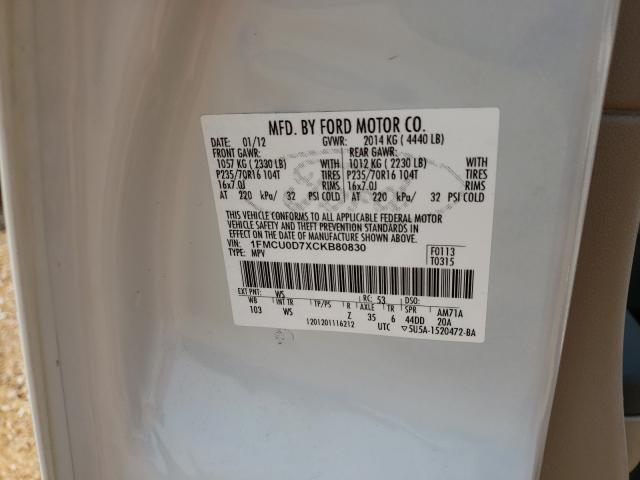 MFD. BY FORD MOTOR CO.
DATE: 01/12 GVWR: 2014 KG ( 4440 LB)
FRONT GAWR: REAR GAWR:
1057 KG ( 2330 LB) WITH 1012 KG ( 2230 LB) WITH
P235/70R16 104T TIRES P235/70R16 104T TIRES
16x7.0J RIMS 16x7.0J RIMS
AT 220 kPa/ 32 PSI COLD AT 220 kPa/ 32 PSI COLD
THIS VEHICLE CONFORMS TO ALL APPLICABLE FEDERAL MOTOR
VEHICLE SAFETY AND THEFT PREVENTION STANDARDS IN
EFFECT ON THE DATE OF MANUFACTURE SHOWN ABOVE.
VIN: 1FMCU0D7XCKB80830 F0113
TYPE: MPV T0315
EXT PNT: WS RC: 53 DSO:
WB INT TR TP/PS R AXLE TR SPR AM71A
103 WS Z 35 6 44DD 20A
1201201116212 UTC ▽5U5A-1520472-BA